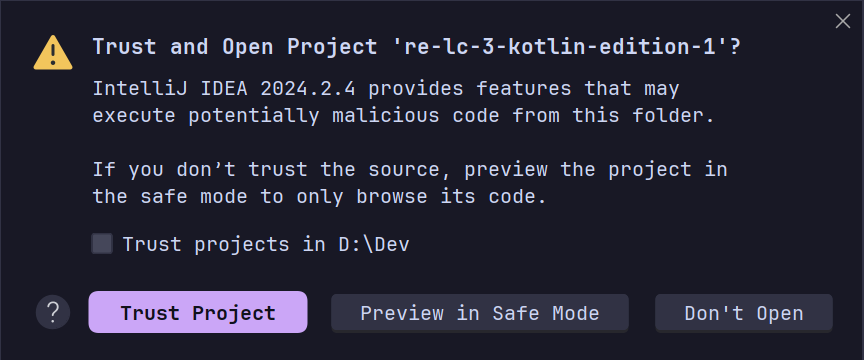 Trust and Open Project 're-lc-3-kotlin-edition-1'?
IntelliJ IDEA 2024.2.4 provides features that may
execute potentially malicious code from this folder.
If you don’t trust the source, preview the project in
the safe mode to only browse its code.
Trust projects in D:\Dev
?
Trust Project
Preview in Safe Mode
Don't Open